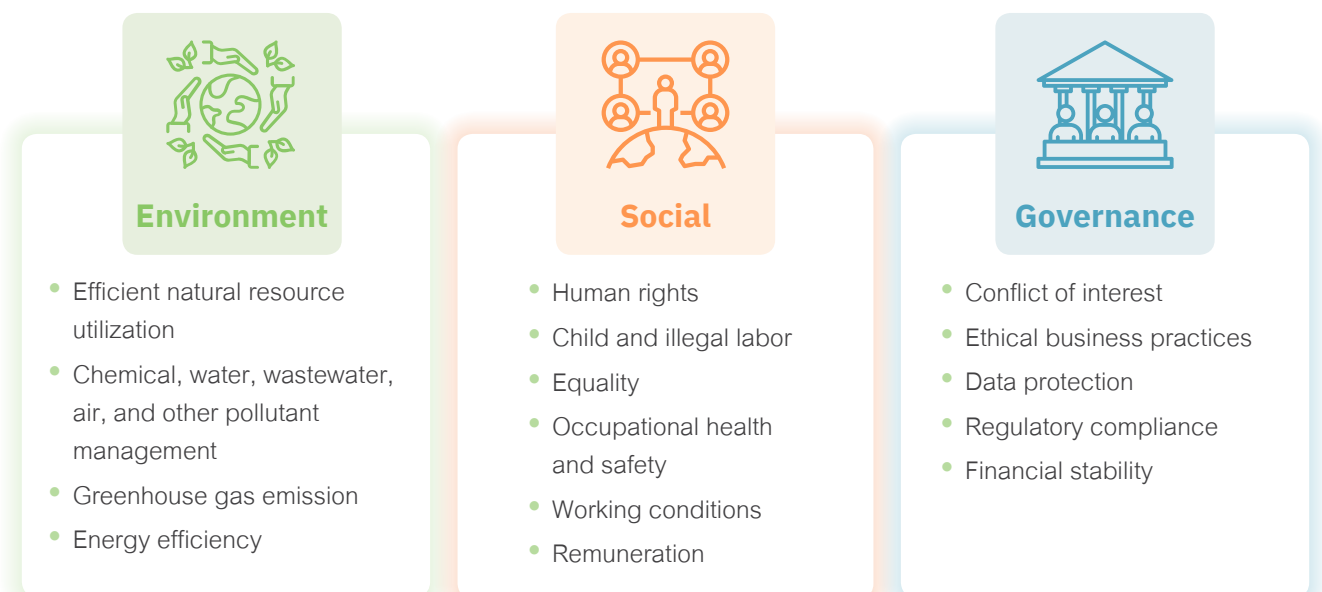 Environment
• Efficient natural resource
utilization
• Chemical, water, wastewater,
air, and other pollutant
management
• Greenhouse gas emission
• Energy efficiency
Social
• Human rights
• Child and illegal labor
• Equality
• Occupational health
and safety
• Working conditions
• Remuneration
Governance
• Conflict of interest
• Ethical business practices
• Data protection
• Regulatory compliance
• Financial stability